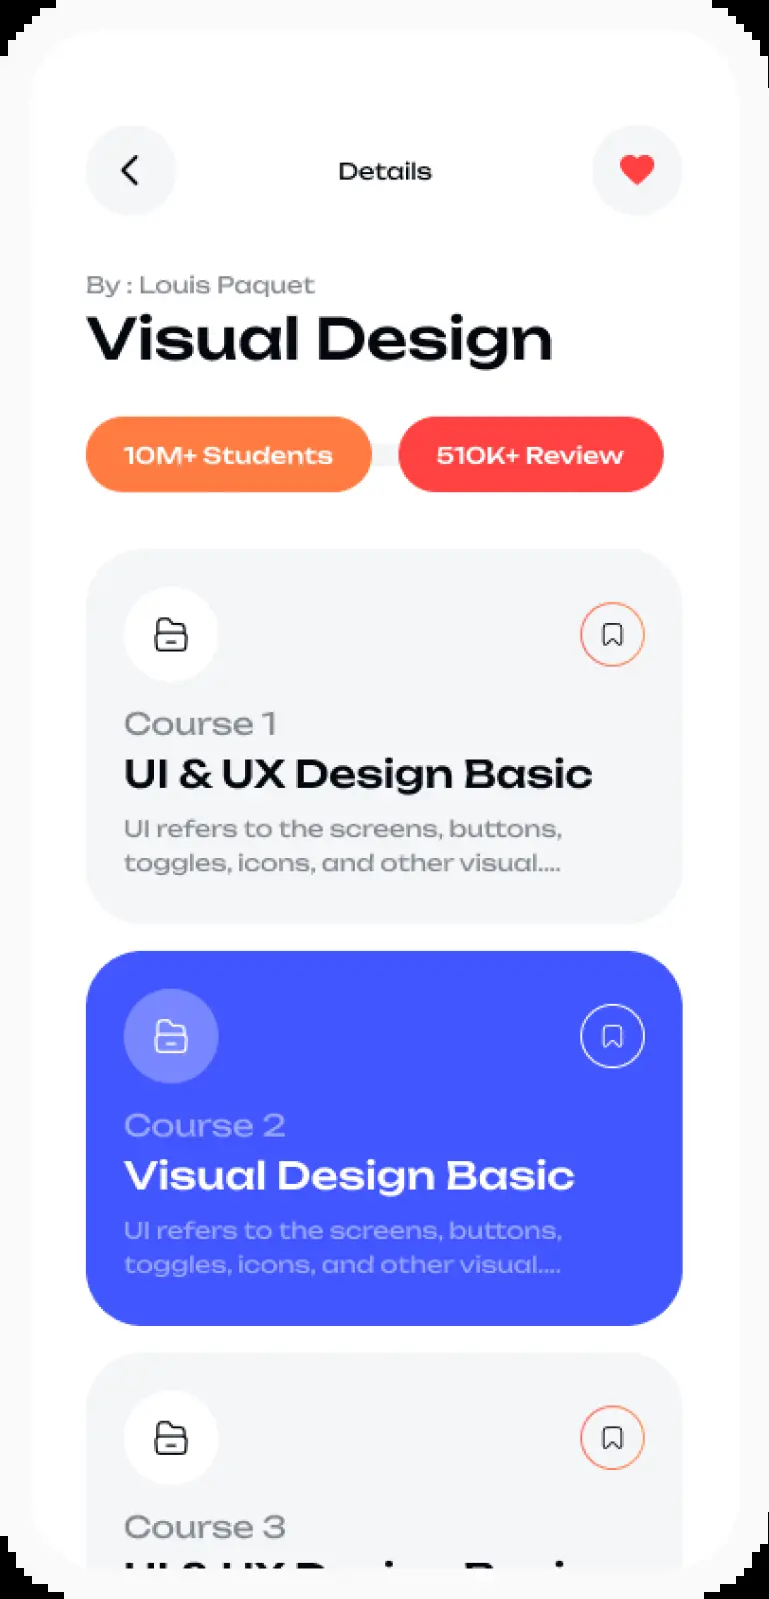 Details
By : Louis Paquet
Visual Design
10M+ Students
510K+ Review
Course 1
UI & UX Design Basic
UI refers to the screens, buttons,
toggles, icons, and other visual....
Course 2
Visual Design Basic
UI refers to the screens, buttons,
toggles, icons, and other visual....
Course 3